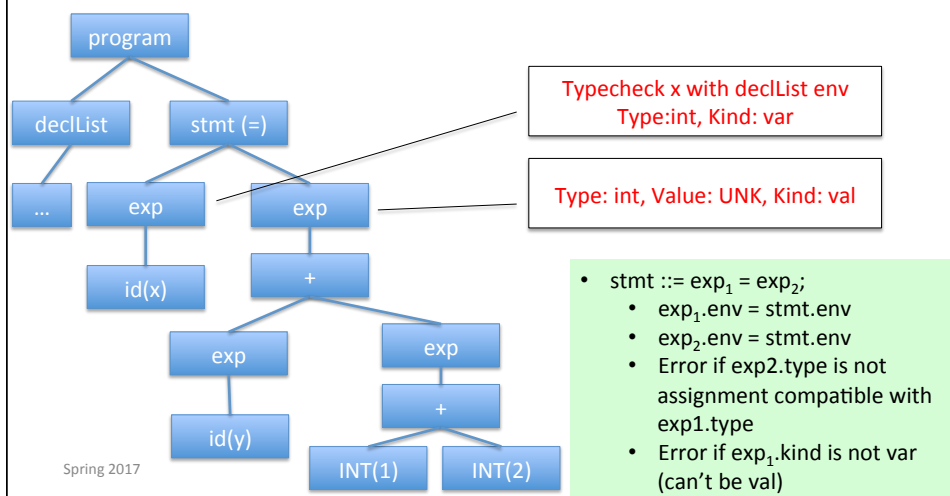 program
declList
stmt (=)
...
exp
exp
id(x)
+
exp
exp
id(y)
+
INT(1)
INT(2)
Typecheck x with declList env
Type:int, Kind: var
Type: int, Value: UNK, Kind: val
• stmt ::= exp₁ = exp₂;
• exp₁.env = stmt.env
• exp₂.env = stmt.env
• Error if exp2.type is not
assignment compatible with
exp1.type
• Error if exp₁.kind is not var
(can't be val)
Spring 2017